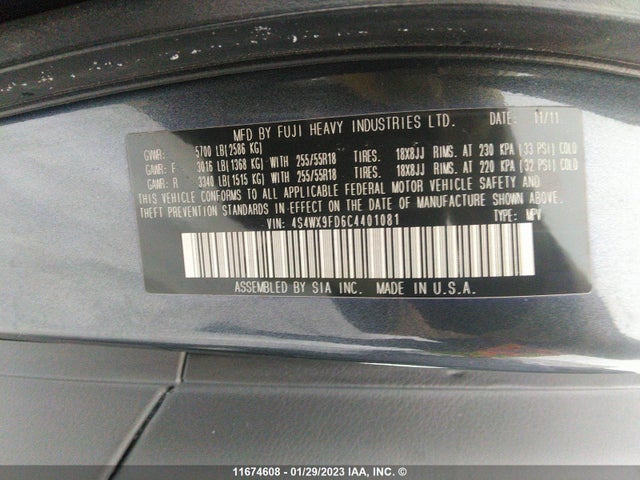 MFD BY FUJI HEAVY INDUSTRIES LTD. DATE: 11/11
GVWR: 5700 LB(2586 KG)
GAWR: F 3015 LB(1368 KG) WITH 255/55R18 TIRES. 18X8JJ RIMS. AT 230 KPA (33 PSI) COLD
GAWR: R 3340 LB(1515 KG) WITH 255/55R18 TIRES. 18X8JJ RIMS. AT 220 KPA (32 PSI) COLD
THIS VEHICLE CONFORMS TO ALL APPLICABLE FEDERAL MOTOR VEHICLE SAFETY AND
THEFT PREVENTION STANDARDS IN EFFECT ON THE DATE OF MANUFACTURE SHOWN ABOVE.
VIN: 4S4WX9FD6C4401081 TYPE: MPV
ASSEMBLED BY SIA INC. MADE IN U.S.A.
11674608 - 01/29/2023 IAA, INC. ©